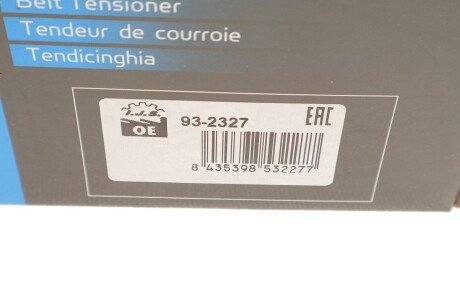 Belt Tensioner
Tendeur de courroie
Tendicinghia
I.J.S.
OE
93-2327
EAC
8 435398 532277